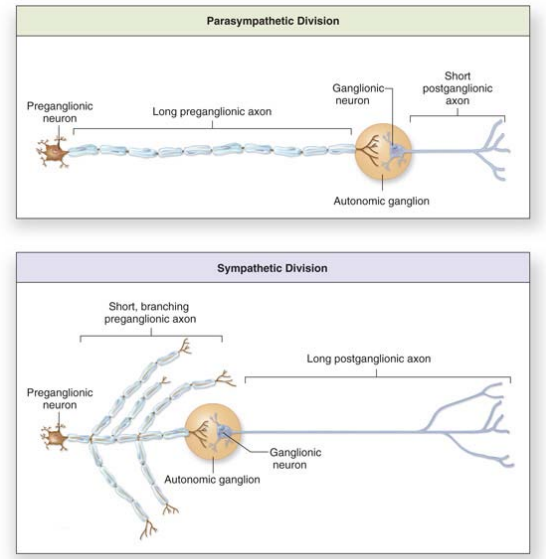 Parasympathetic Division
Preganglionic
neuron
Long preganglionic axon
Ganglionic
neuron
Short
postganglionic
axon
Autonomic ganglion
Sympathetic Division
Short, branching
preganglionic axon
Preganglionic
neuron
Long postganglionic axon
Autonomic ganglion
Ganglionic
neuron